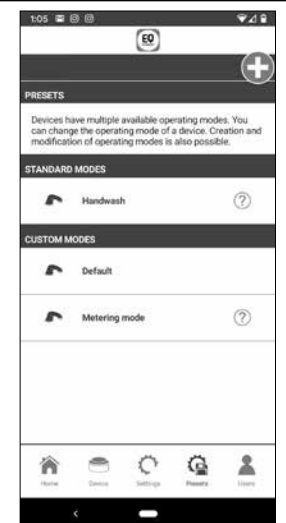 1:05
EQ
PRESETS
Devices have multiple available operating modes. You
can change the operating mode of a device. Creation and
modification of operating modes is also possible.
STANDARD MODES
Handwash ?
CUSTOM MODES
Default
Metering mode ?
Home Device Settings Presets Users